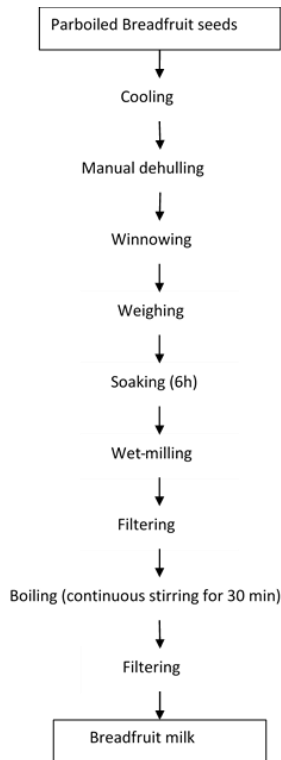 Parboiled Breadfruit seeds
Cooling
Manual dehulling
Winnowing
Weighing
Soaking (6h)
Wet-milling
Filtering
Boiling (continuous stirring for 30 min)
Filtering
Breadfruit milk